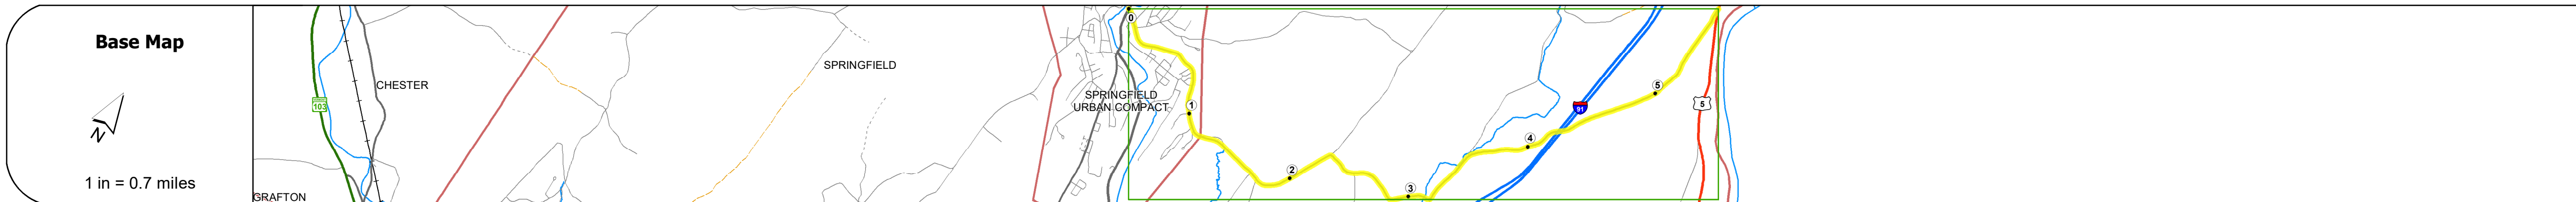 Base Map
N
1 in = 0.7 miles
103
CHESTER
GRAFTON
SPRINGFIELD
SPRINGFIELD
URBAN COMPACT
0
1
2
3
4
5
91
5